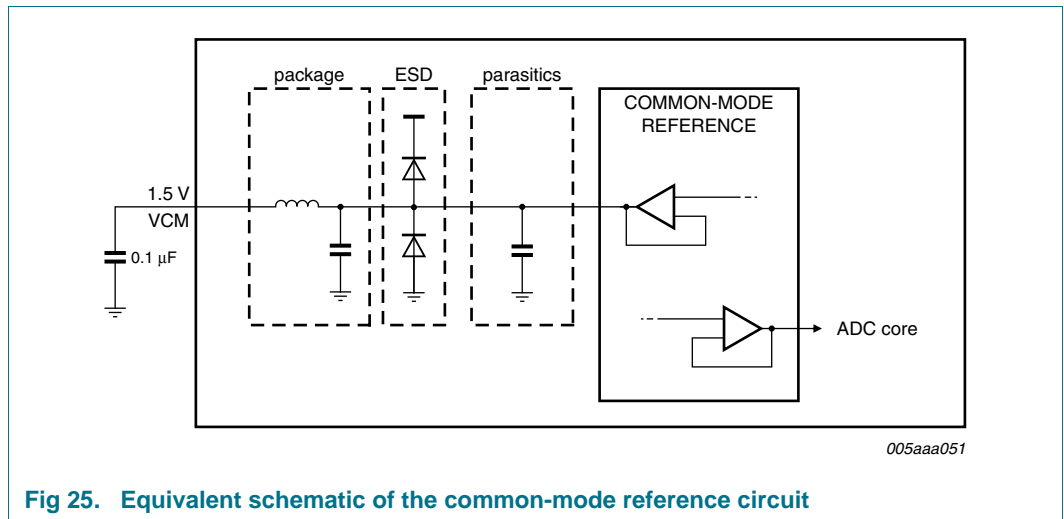 package ESD parasitics
COMMON-MODE
REFERENCE
1.5 V
VCM
0.1 μF
ADC core
005aaa051
Fig 25. Equivalent schematic of the common-mode reference circuit